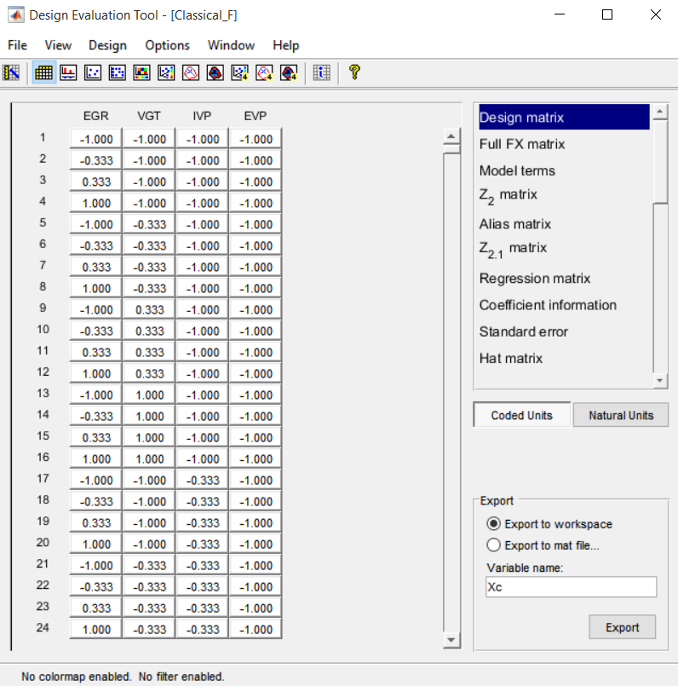 Design Evaluation Tool - [Classical_F]
File View Design Options Window Help
EGR VGT IVP EVP
1 -1.000 -1.000 -1.000 -1.000
2 -0.333 -1.000 -1.000 -1.000
3 0.333 -1.000 -1.000 -1.000
4 1.000 -1.000 -1.000 -1.000
5 -1.000 -0.333 -1.000 -1.000
6 -0.333 -0.333 -1.000 -1.000
7 0.333 -0.333 -1.000 -1.000
8 1.000 -0.333 -1.000 -1.000
9 -1.000 0.333 -1.000 -1.000
10 -0.333 0.333 -1.000 -1.000
11 0.333 0.333 -1.000 -1.000
12 1.000 0.333 -1.000 -1.000
13 -1.000 1.000 -1.000 -1.000
14 -0.333 1.000 -1.000 -1.000
15 0.333 1.000 -1.000 -1.000
16 1.000 1.000 -1.000 -1.000
17 -1.000 -1.000 -0.333 -1.000
18 -0.333 -1.000 -0.333 -1.000
19 0.333 -1.000 -0.333 -1.000
20 1.000 -1.000 -0.333 -1.000
21 -1.000 -0.333 -0.333 -1.000
22 -0.333 -0.333 -0.333 -1.000
23 0.333 -0.333 -0.333 -1.000
24 1.000 -0.333 -0.333 -1.000
Design matrix
Full FX matrix
Model terms
Z2 matrix
Alias matrix
Z2.1 matrix
Regression matrix
Coefficient information
Standard error
Hat matrix
Coded Units Natural Units
Export
Export to workspace
Export to mat file...
Variable name:
Xc
Export
No colormap enabled. No filter enabled.